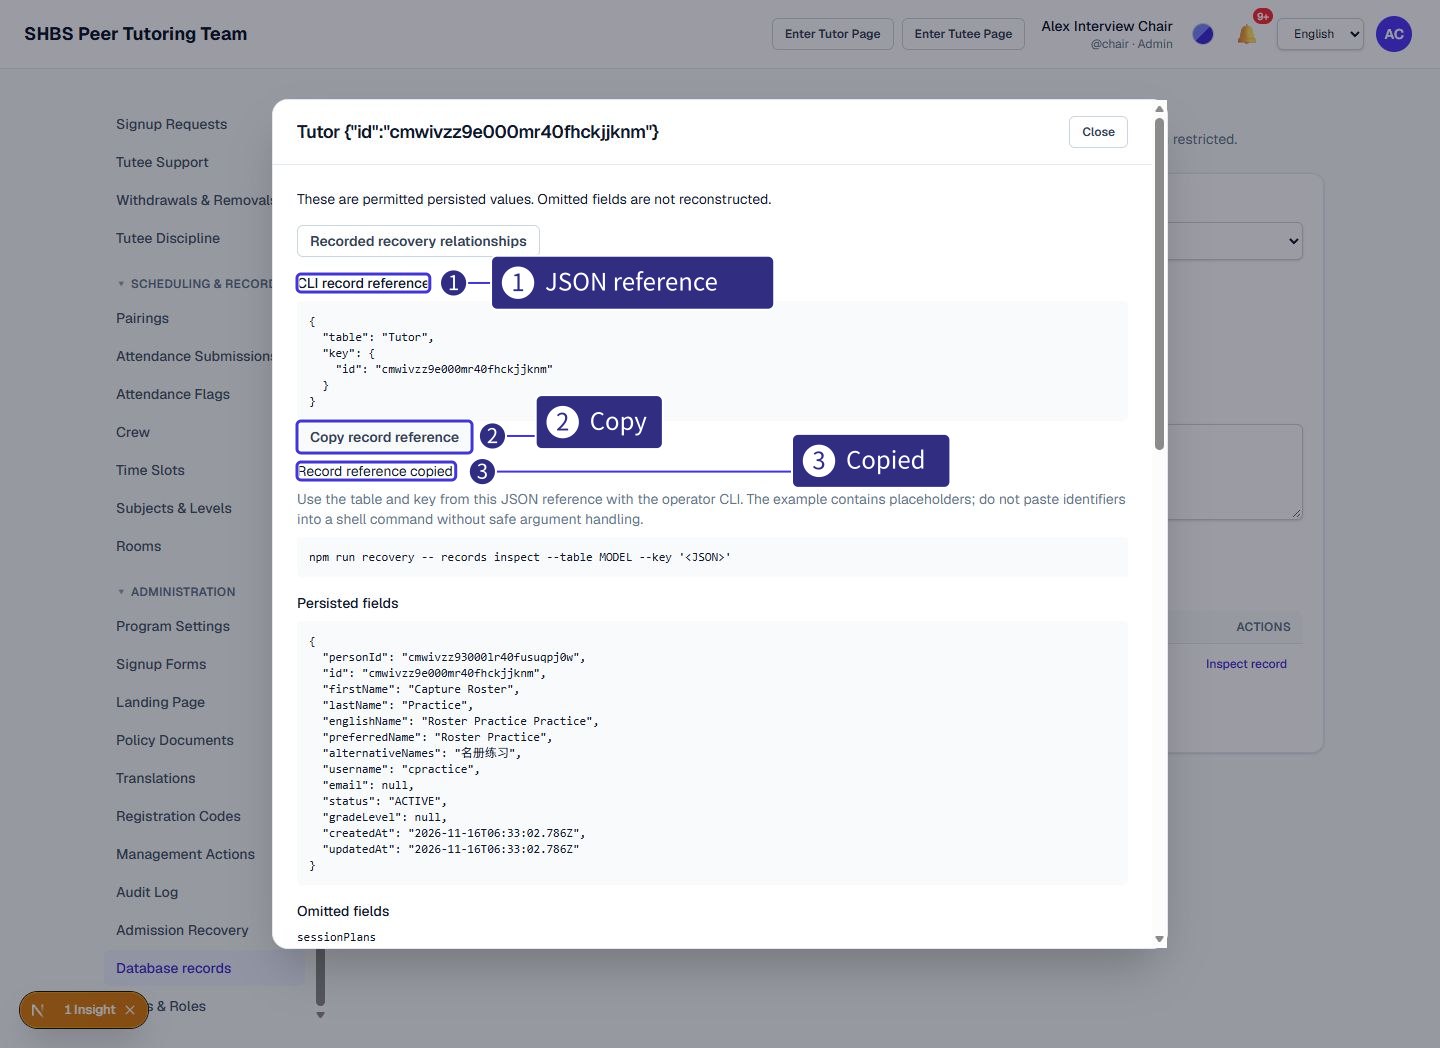 SHBS Peer Tutoring Team
Enter Tutor Page
Enter Tutee Page
Alex Interview Chair
@chair · Admin
9+
English
AC
Signup Requests
Tutee Support
Withdrawals & Removals
Tutee Discipline
SCHEDULING & RECORD
Pairings
Attendance Submissions
Attendance Flags
Crew
Time Slots
Subjects & Levels
Rooms
ADMINISTRATION
Program Settings
Signup Forms
Landing Page
Policy Documents
Translations
Registration Codes
Management Actions
Audit Log
Admission Recovery
Database records
s & Roles
1 Insight
restricted.
ACTIONS
Inspect record
Tutor {"id":"cmwivzz9e000mr40fhckjjknm"}
Close
These are permitted persisted values. Omitted fields are not reconstructed.
Recorded recovery relationships
CLI record reference
1
1 JSON reference
{
"table": "Tutor",
"key": {
"id": "cmwivzz9e000mr40fhckjjknm"
}
}
Copy record reference
2
2 Copy
Record reference copied
3
3 Copied
Use the table and key from this JSON reference with the operator CLI. The example contains placeholders; do not paste identifiers
into a shell command without safe argument handling.
npm run recovery -- records inspect --table MODEL --key '<JSON>'
Persisted fields
{
"personId": "cmwivzz93000lr40fusuqpj0w",
"id": "cmwivzz9e000mr40fhckjjknm",
"firstName": "Capture Roster",
"lastName": "Practice",
"englishName": "Roster Practice Practice",
"preferredName": "Roster Practice",
"alternativeNames": "名册练习",
"username": "cpractice",
"email": null,
"status": "ACTIVE",
"gradeLevel": null,
"createdAt": "2026-11-16T06:33:02.786Z",
"updatedAt": "2026-11-16T06:33:02.786Z"
}
Omitted fields
sessionPlans